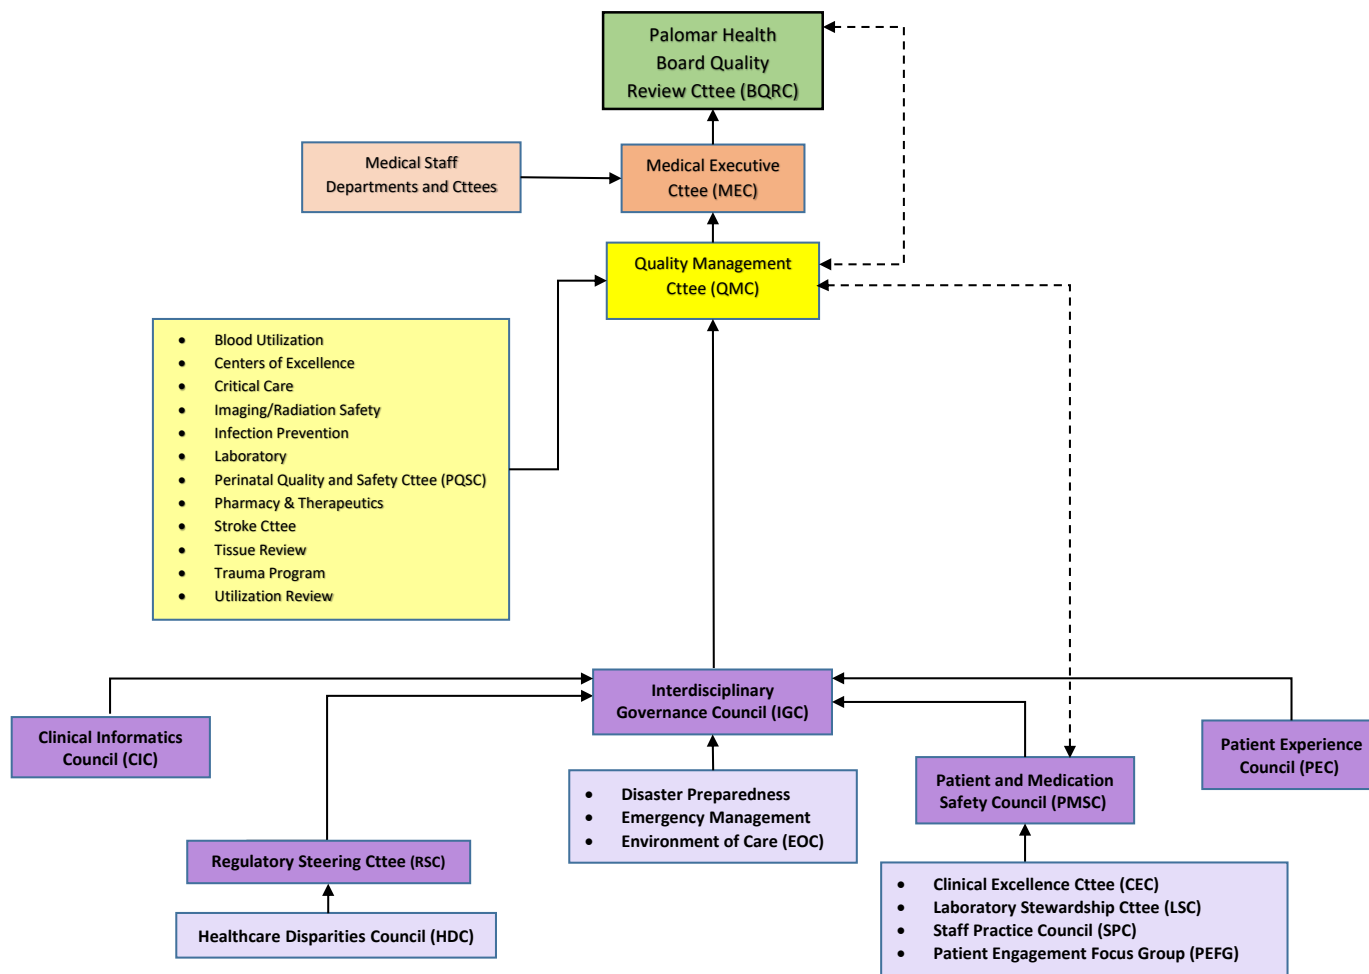 Palomar Health
Board Quality
Review Cttee (BQRC)
Medical Staff
Departments and Cttees
Medical Executive
Cttee (MEC)
Quality Management
Cttee (QMC)
• Blood Utilization
• Centers of Excellence
• Critical Care
• Imaging/Radiation Safety
• Infection Prevention
• Laboratory
• Perinatal Quality and Safety Cttee (PQSC)
• Pharmacy & Therapeutics
• Stroke Cttee
• Tissue Review
• Trauma Program
• Utilization Review
Interdisciplinary
Governance Council (IGC)
Clinical Informatics
Council (CIC)
Patient Experience
Council (PEC)
• Disaster Preparedness
• Emergency Management
• Environment of Care (EOC)
Patient and Medication
Safety Council (PMSC)
Regulatory Steering Cttee (RSC)
Healthcare Disparities Council (HDC)
• Clinical Excellence Cttee (CEC)
• Laboratory Stewardship Cttee (LSC)
• Staff Practice Council (SPC)
• Patient Engagement Focus Group (PEFG)